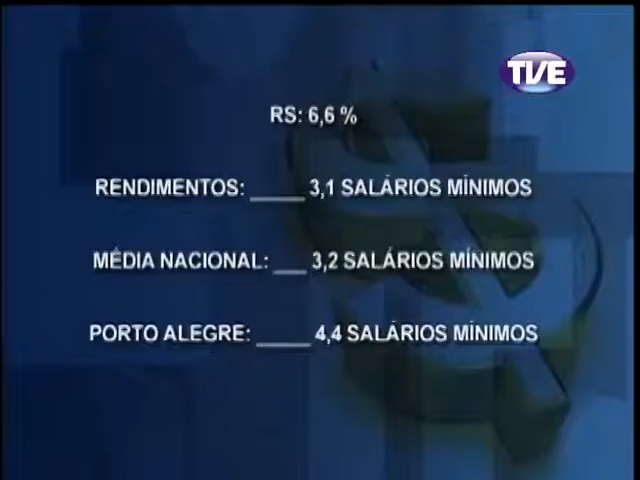 TVE
RS: 6,6 %
RENDIMENTOS: ____ 3,1 SALÁRIOS MÍNIMOS
MÉDIA NACIONAL: __ 3,2 SALÁRIOS MÍNIMOS
PORTO ALEGRE: ____ 4,4 SALÁRIOS MÍNIMOS